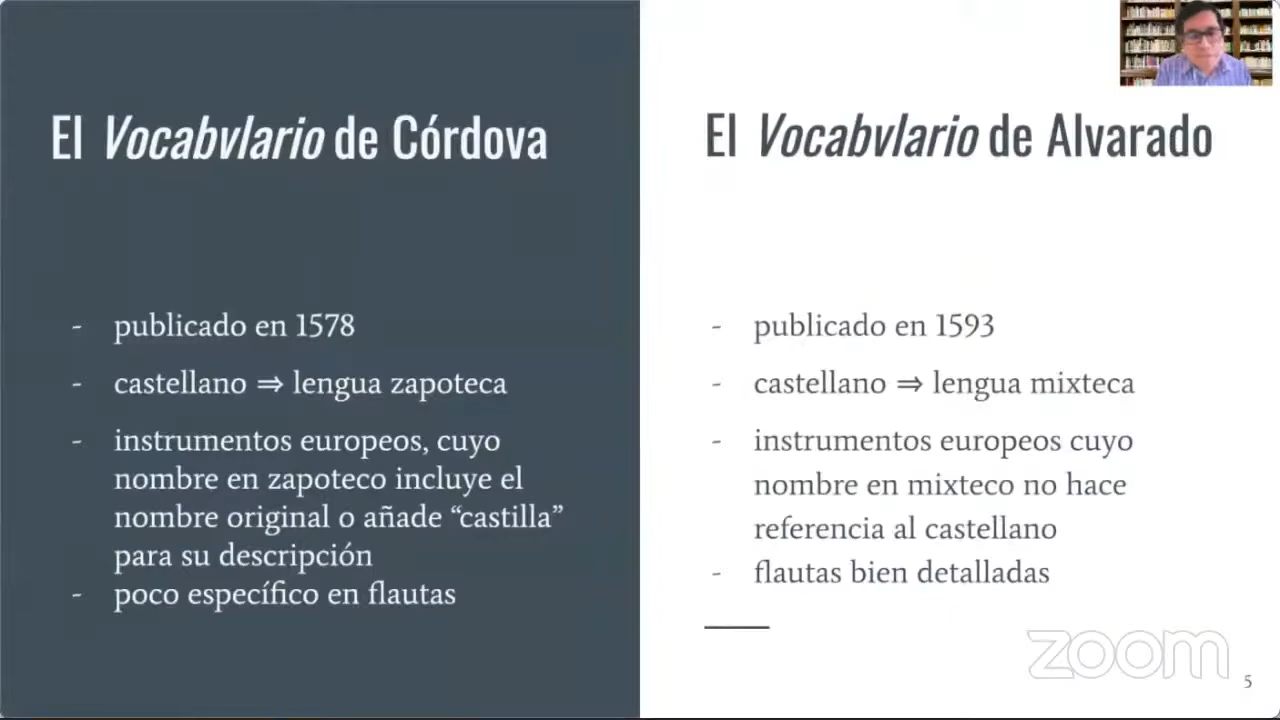 El Vocabvlario de Córdova
- publicado en 1578
- castellano ⇒ lengua zapoteca
- instrumentos europeos, cuyo
nombre en zapoteco incluye el
nombre original o añade “castilla”
para su descripción
- poco específico en flautas
El Vocabvlario de Alvarado
- publicado en 1593
- castellano ⇒ lengua mixteca
- instrumentos europeos cuyo
nombre en mixteco no hace
referencia al castellano
- flautas bien detalladas
zoom
5